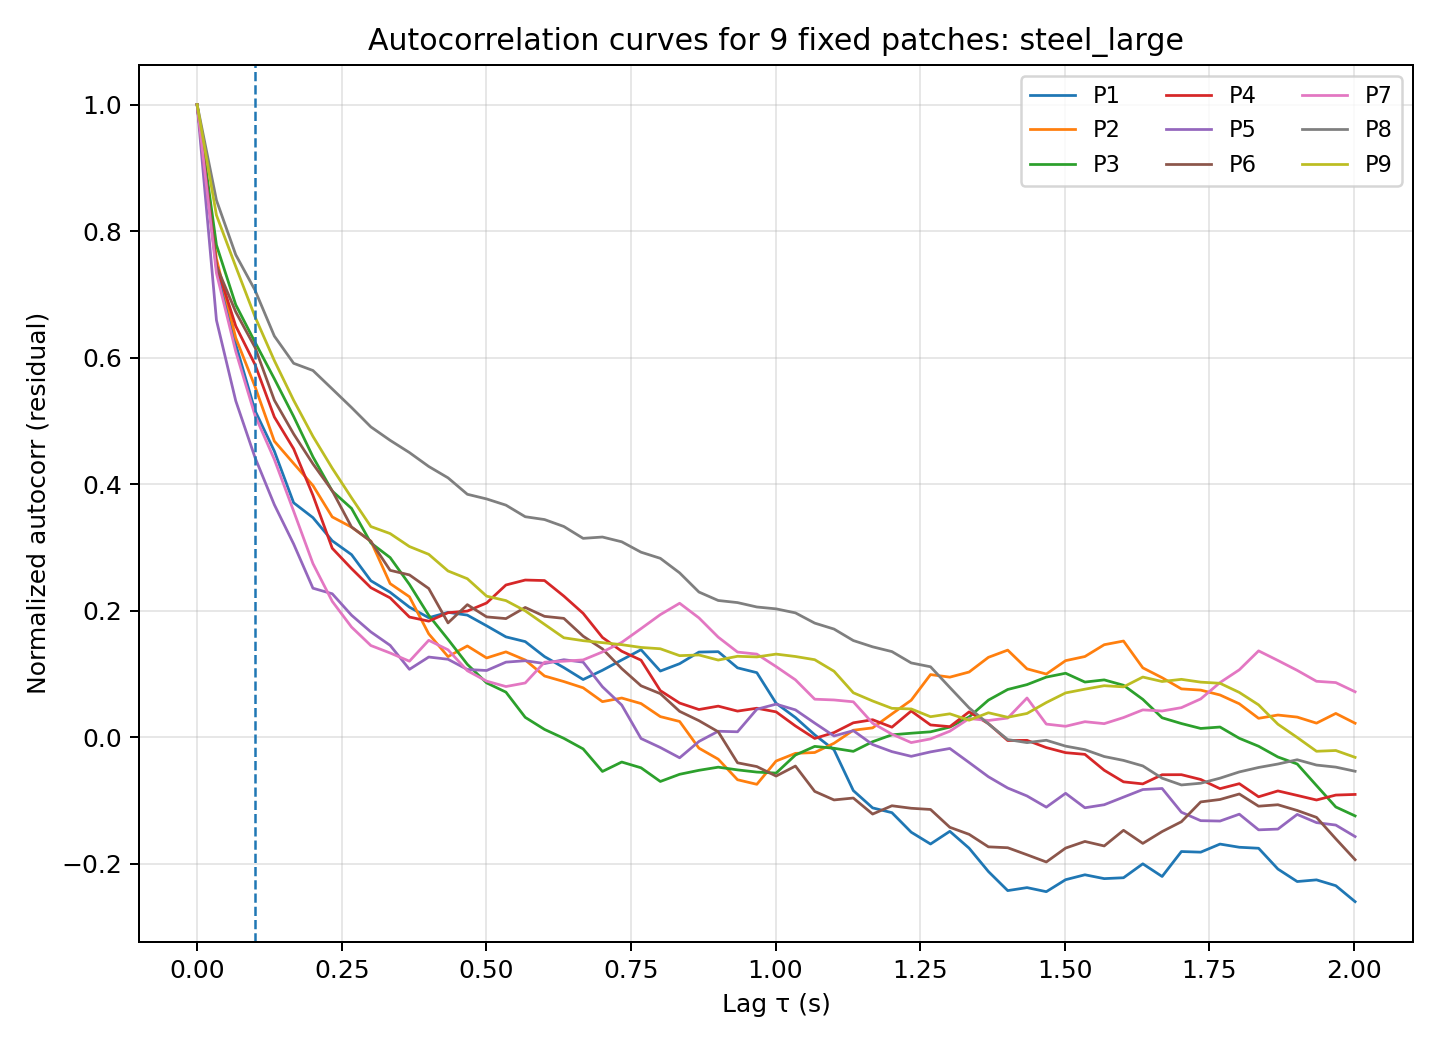 Autocorrelation curves for 9 fixed patches: steel_large
Normalized autocorr (residual)
1.0
0.8
0.6
0.4
0.2
0.0
−0.2
P1 P4 P7
P2 P5 P8
P3 P6 P9
0.00 0.25 0.50 0.75 1.00 1.25 1.50 1.75 2.00
Lag τ (s)